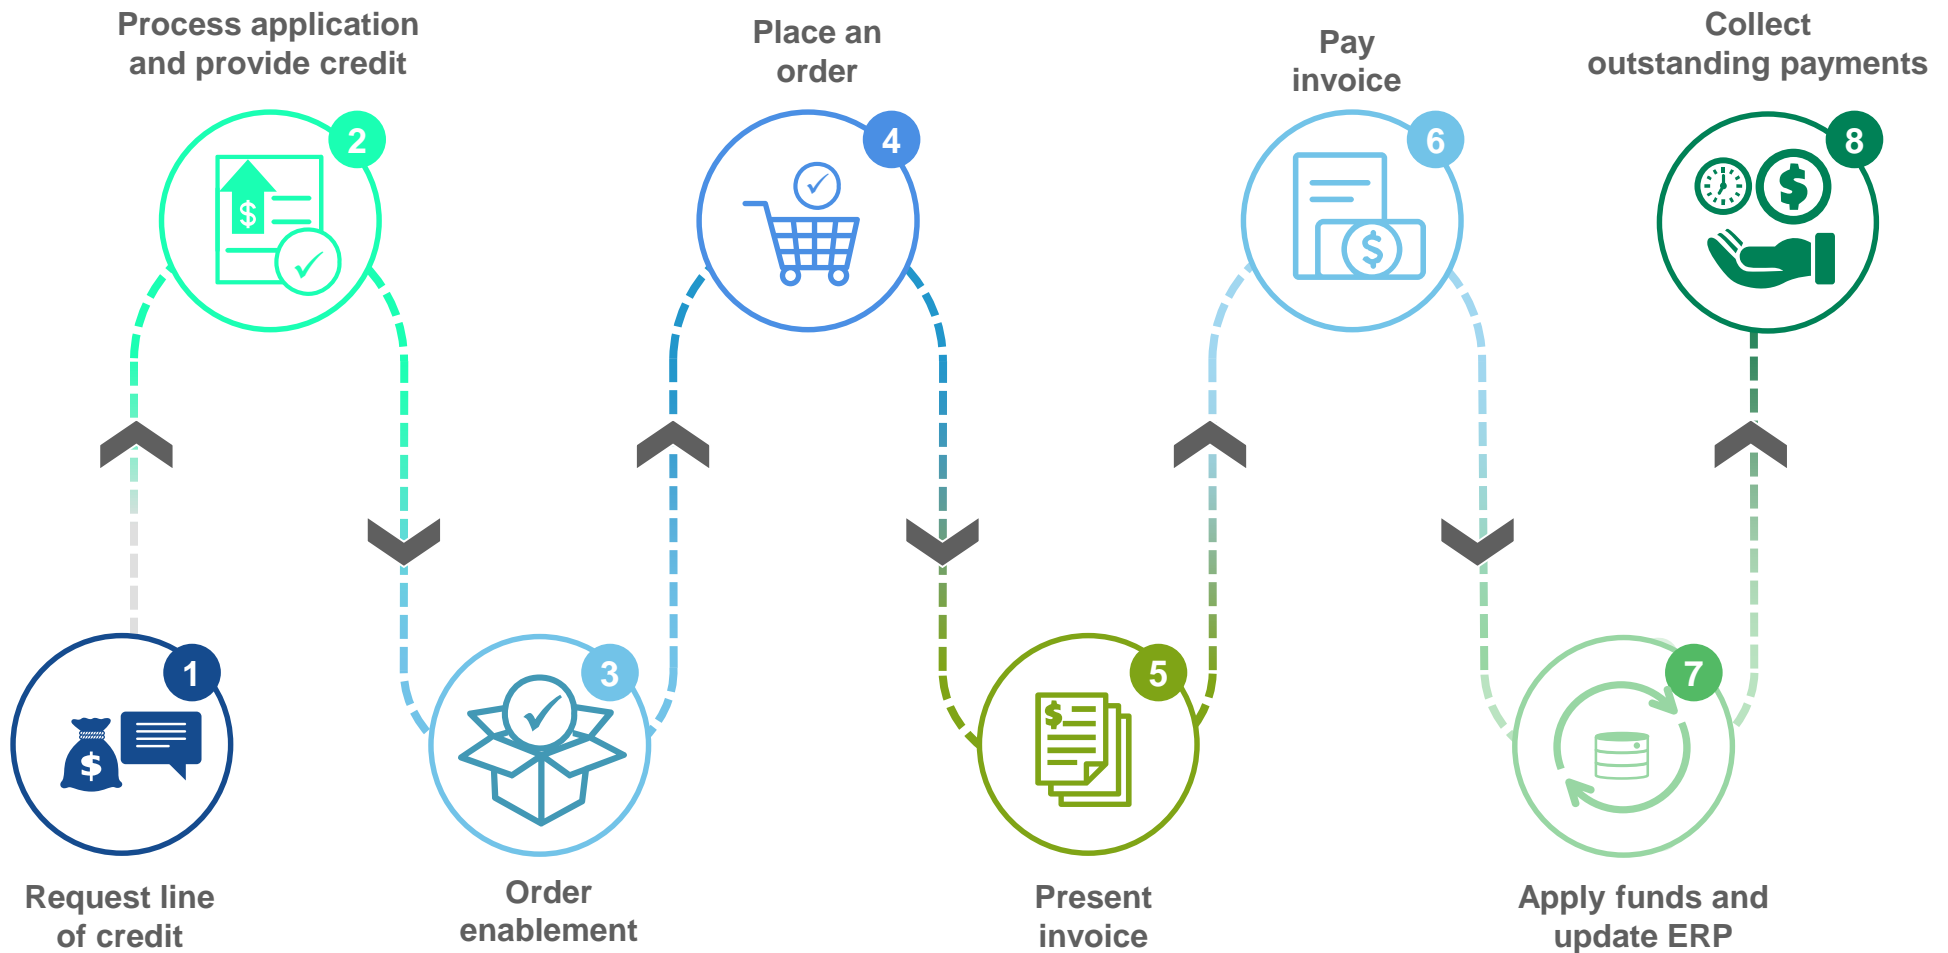 Process application
and provide credit
2
Place an
order
4
Pay
invoice
6
Collect
outstanding payments
8
$
$
$
1
$
3
5
$
7
Request line
of credit
Order
enablement
Present
invoice
Apply funds and
update ERP